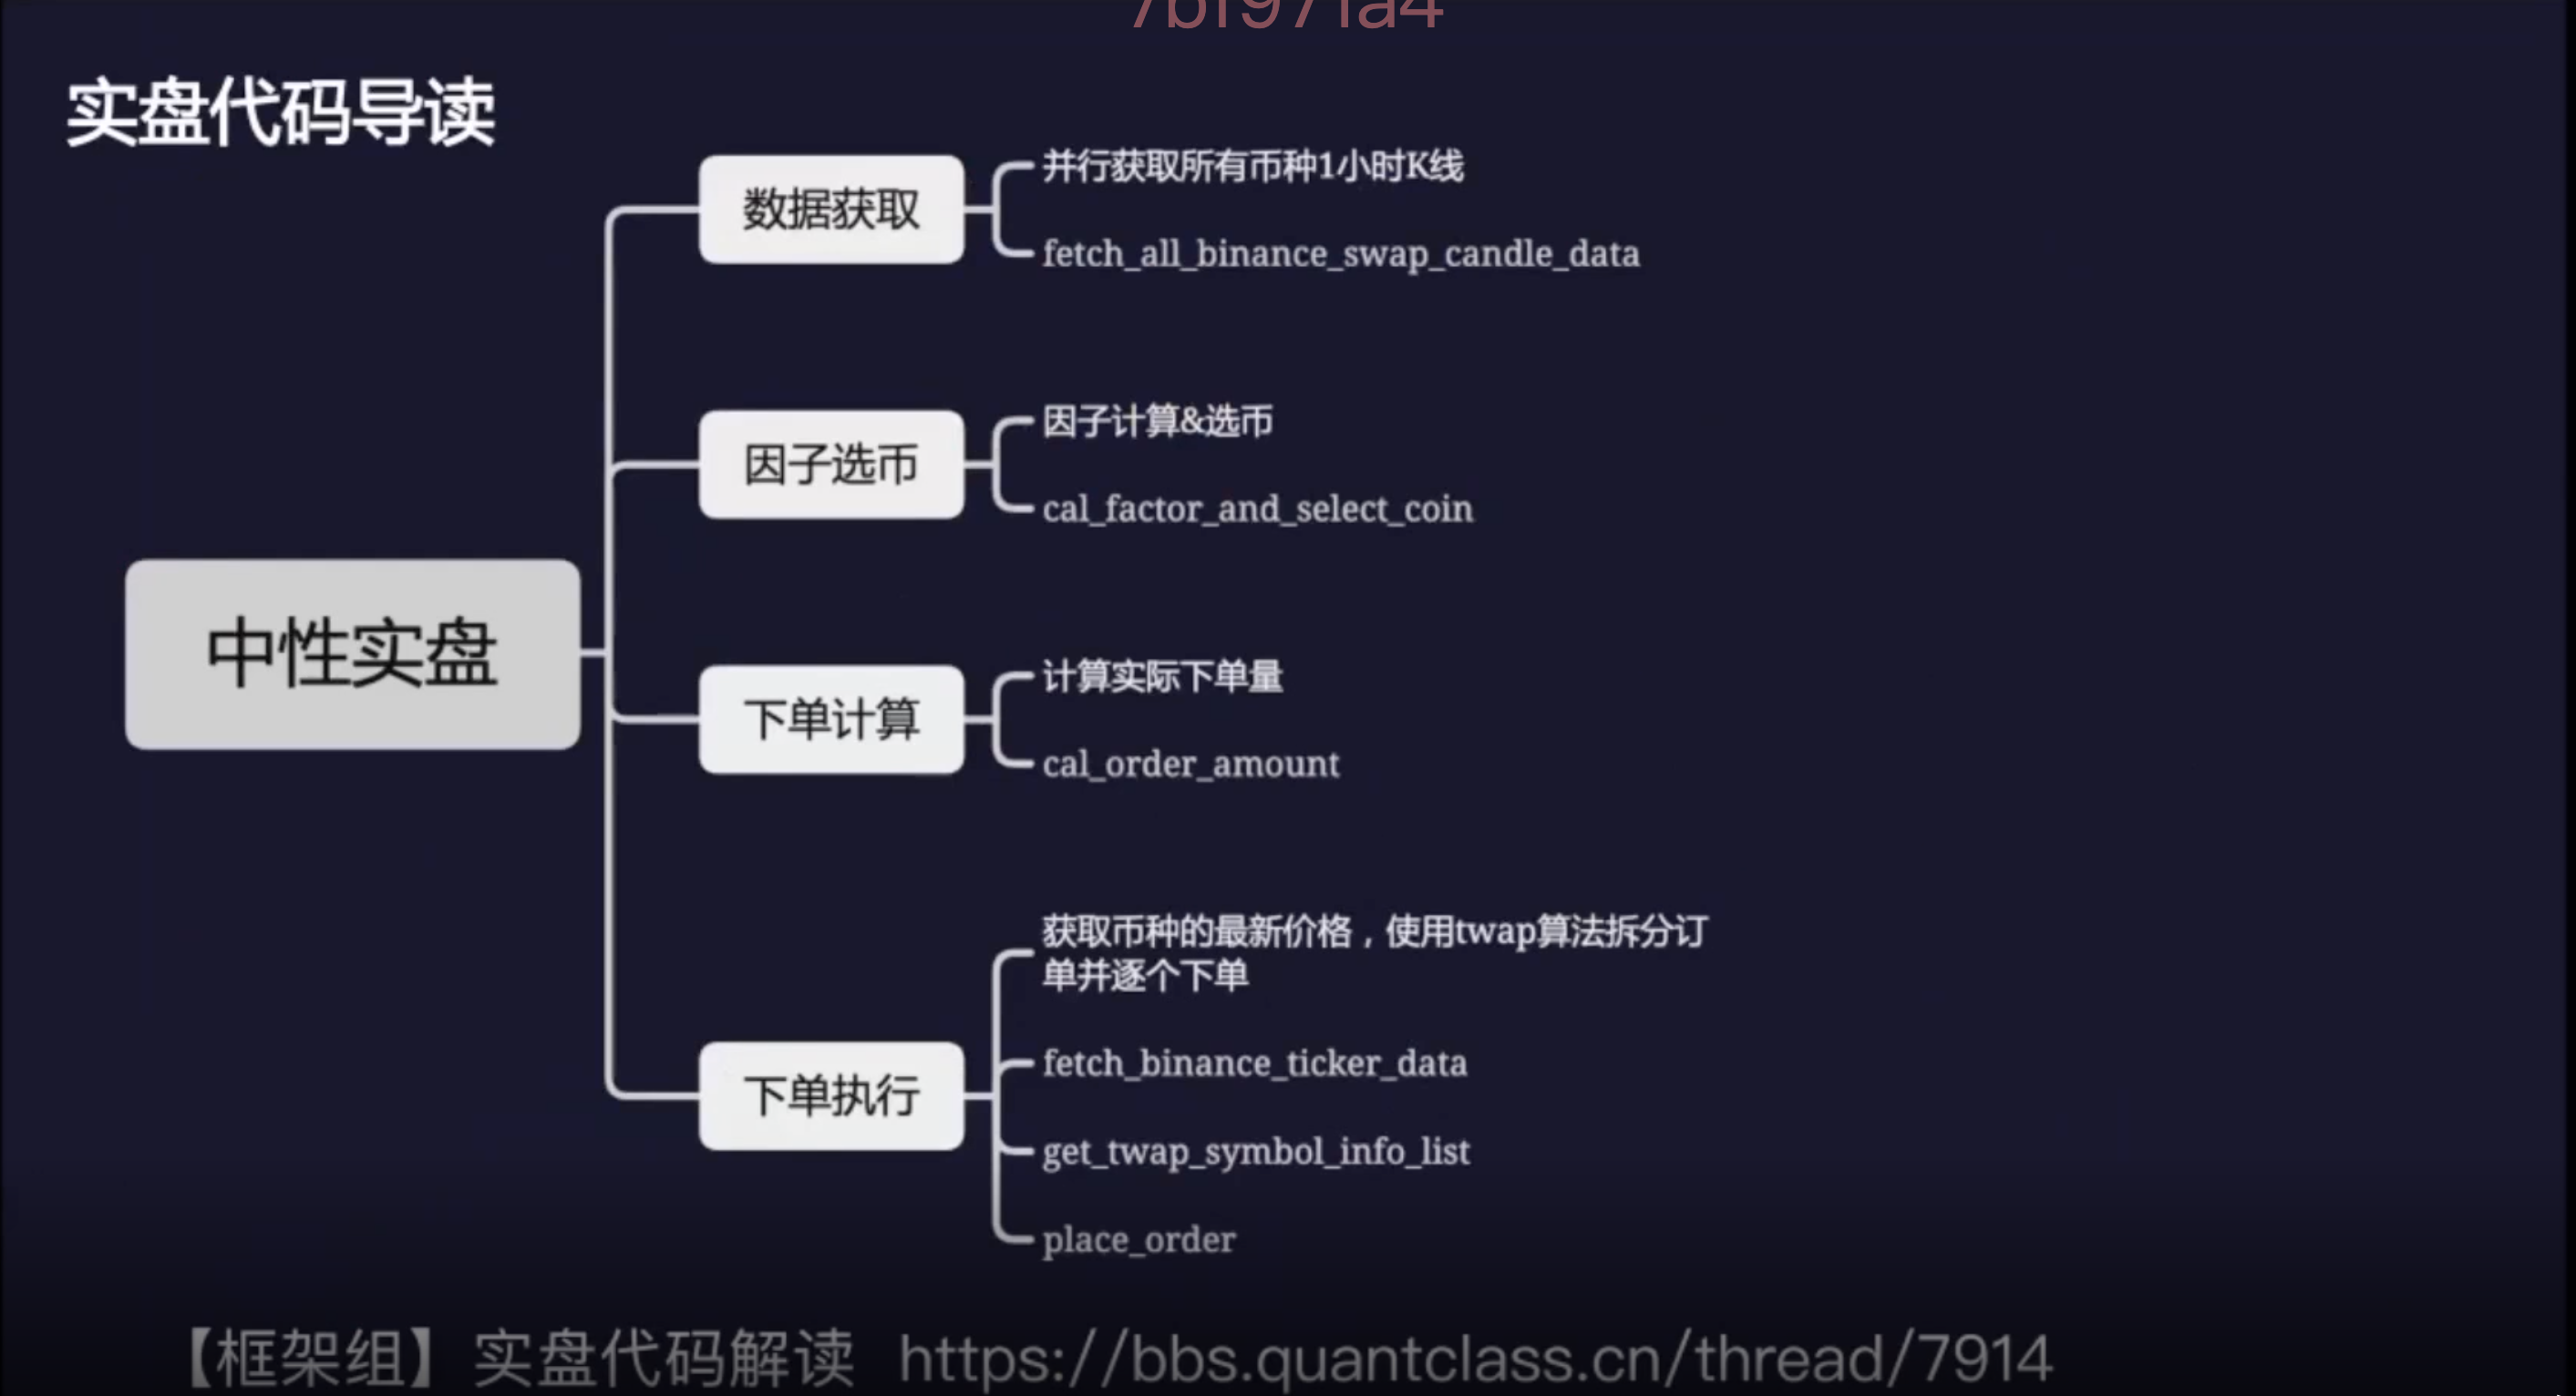 实盘代码导读
中性实盘
数据获取
并行获取所有币种1小时K线
fetch_all_binance_swap_candle_data
因子选币
因子计算&选币
cal_factor_and_select_coin
下单计算
计算实际下单量
cal_order_amount
下单执行
获取币种的最新价格，使用twap算法拆分订
单并逐个下单
fetch_binance_ticker_data
get_twap_symbol_info_list
place_order
【框架组】实盘代码解读 https://bbs.quantclass.cn/thread/7914